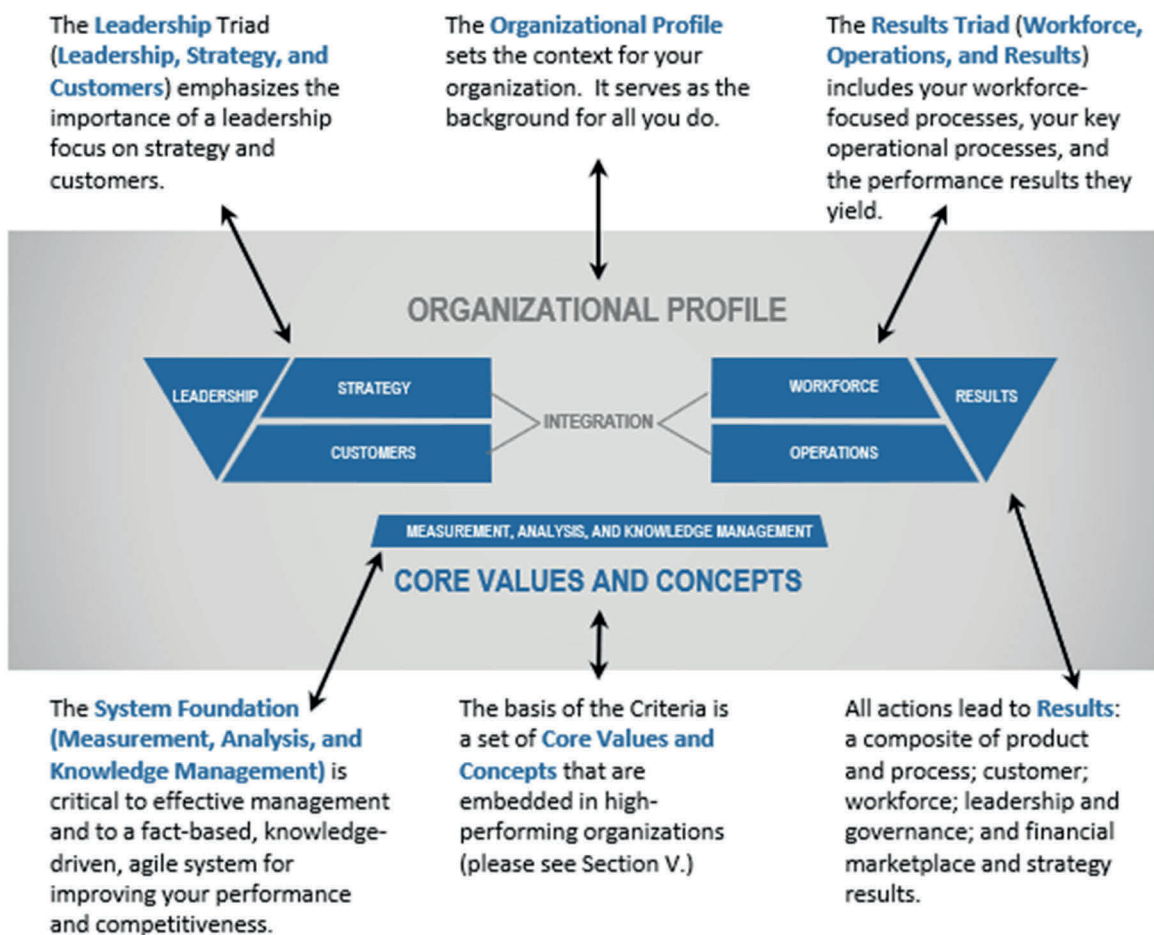 The Leadership Triad
(Leadership, Strategy, and
Customers) emphasizes the
importance of a leadership
focus on strategy and
customers.
The Organizational Profile
sets the context for your
organization.  It serves as the
background for all you do.
The Results Triad (Workforce,
Operations, and Results)
includes your workforce-
focused processes, your key
operational processes, and
the performance results they
yield.
ORGANIZATIONAL PROFILE
LEADERSHIP
STRATEGY
CUSTOMERS
INTEGRATION
WORKFORCE
OPERATIONS
RESULTS
MEASUREMENT, ANALYSIS, AND KNOWLEDGE MANAGEMENT
CORE VALUES AND CONCEPTS
The System Foundation
(Measurement, Analysis, and
Knowledge Management) is
critical to effective management
and to a fact-based, knowledge-
driven, agile system for
improving your performance
and competitiveness.
The basis of the Criteria is
a set of Core Values and
Concepts that are
embedded in high-
performing organizations
(please see Section V.)
All actions lead to Results:
a composite of product
and process; customer;
workforce; leadership and
governance; and financial
marketplace and strategy
results.